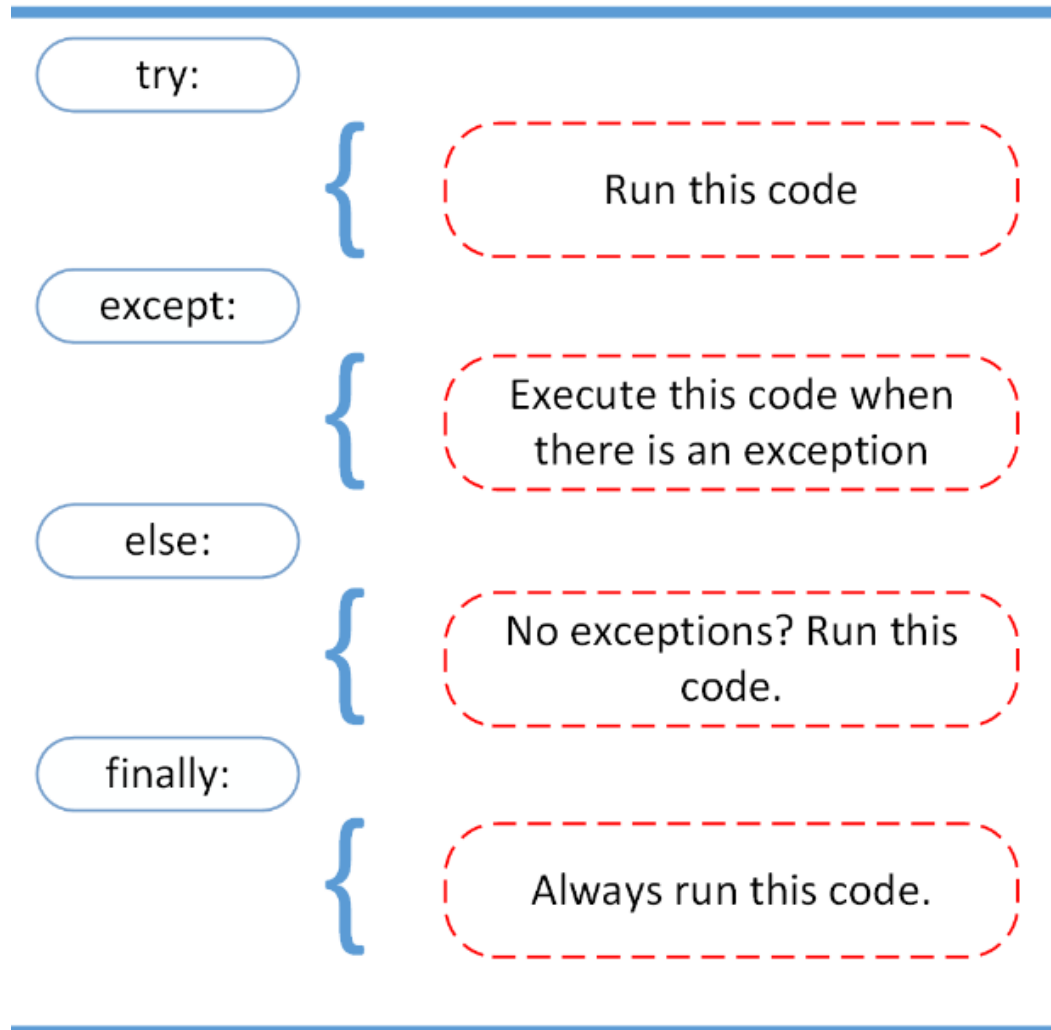 try:
Run this code
except:
Execute this code when
there is an exception
else:
No exceptions? Run this
code.
finally:
Always run this code.